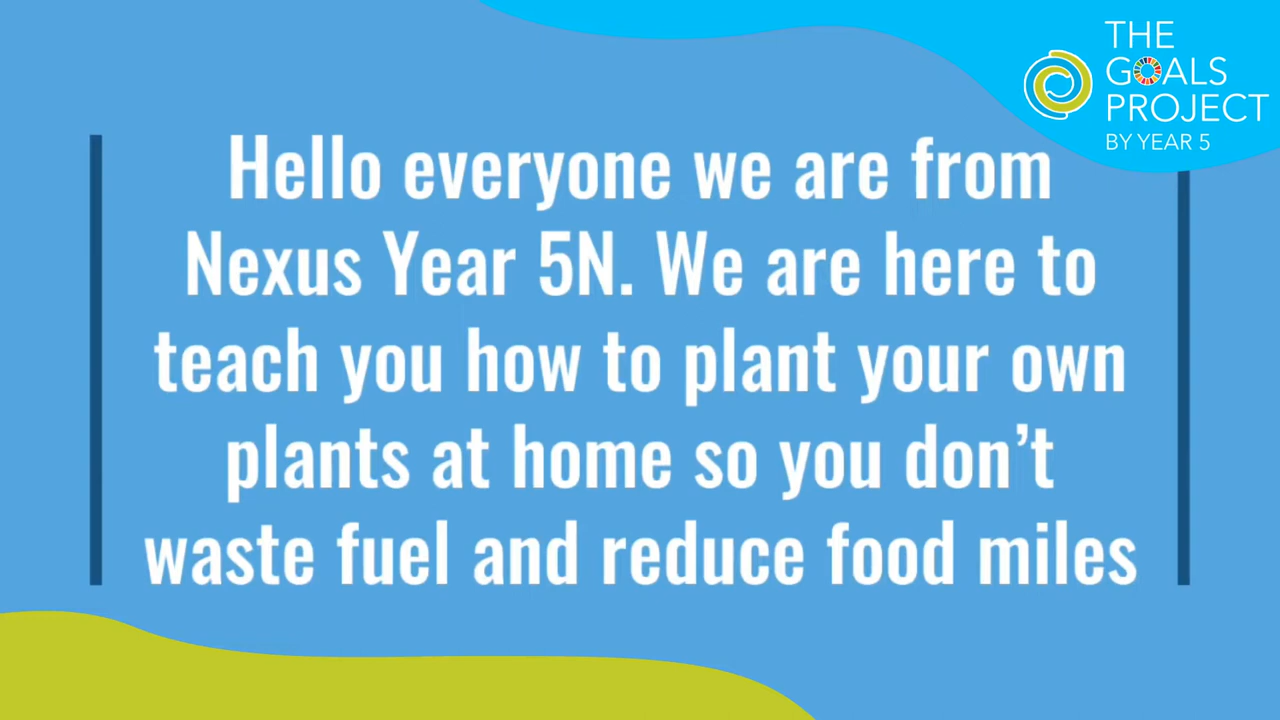 THE
GOALS
PROJECT
BY YEAR 5
Hello everyone we are from
Nexus Year 5N. We are here to
teach you how to plant your own
plants at home so you don’t
waste fuel and reduce food miles